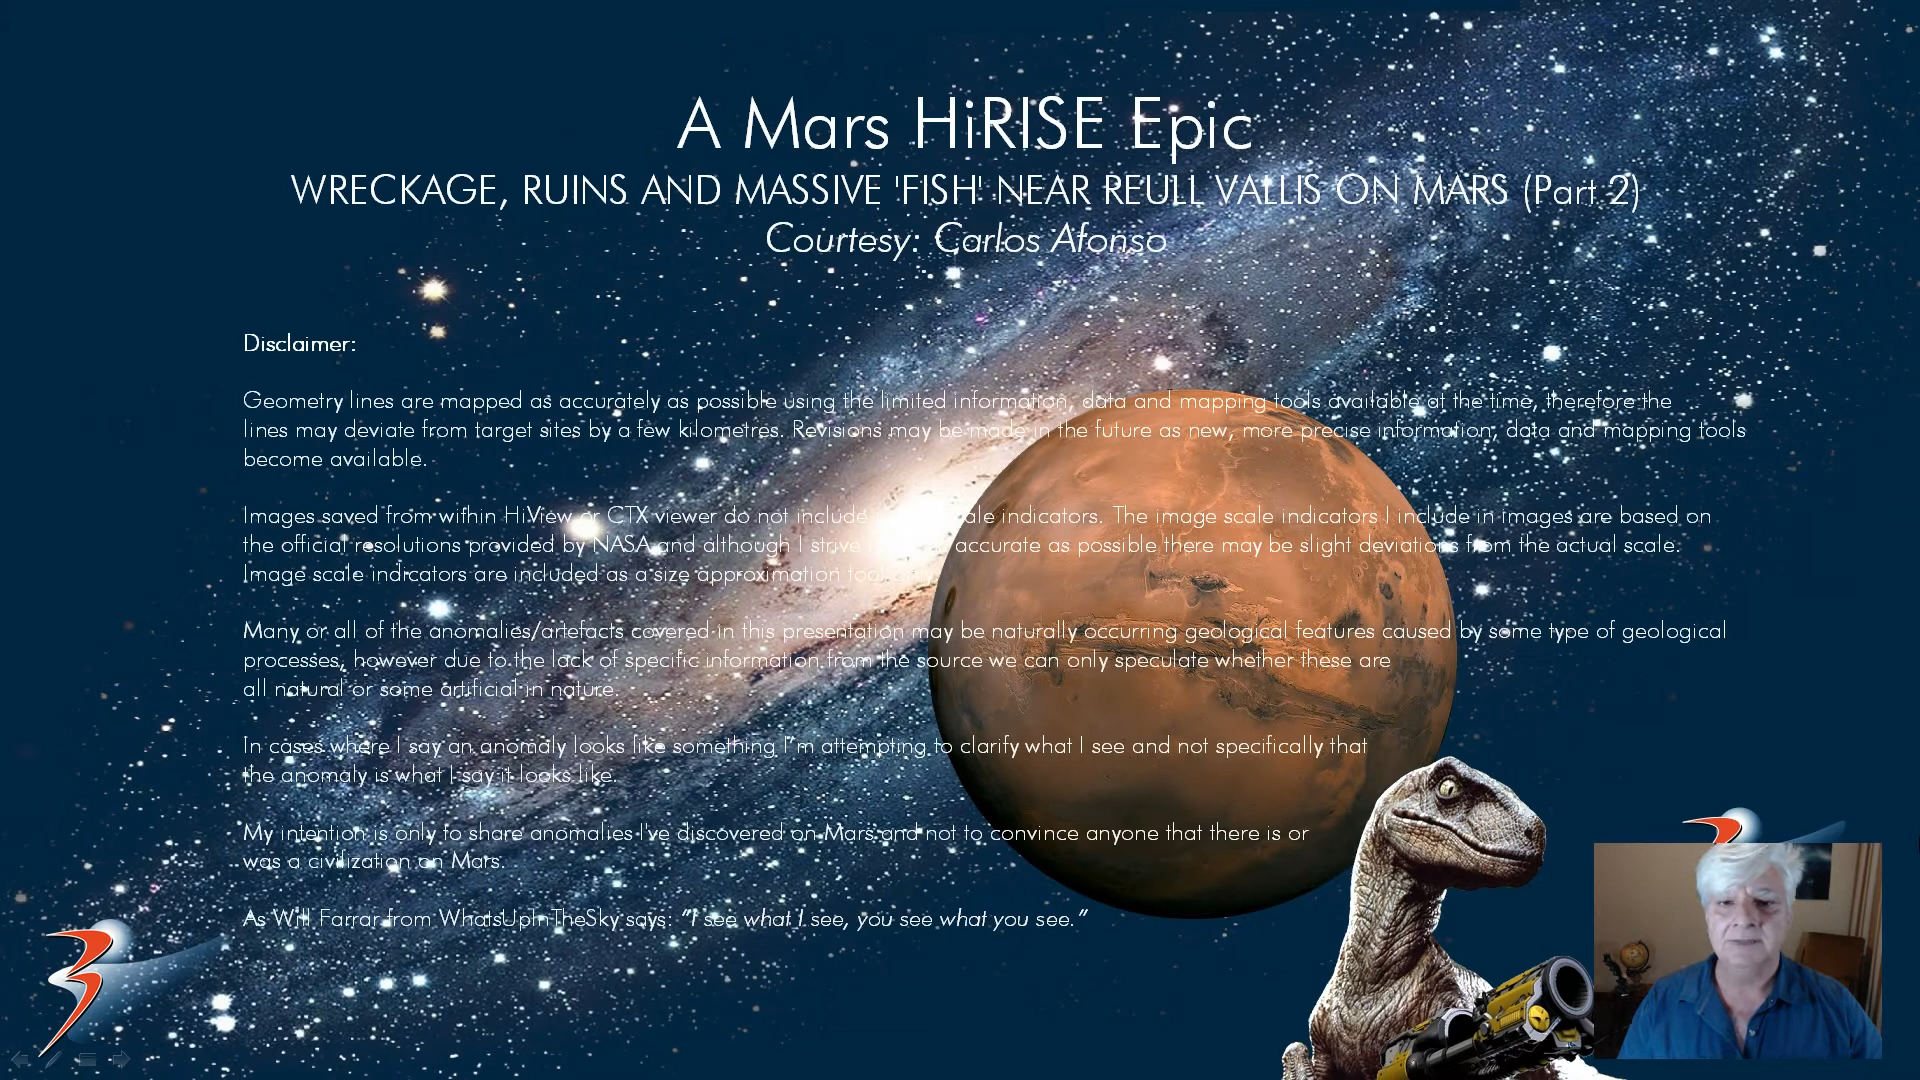 A Mars HiRISE Epic
WRECKAGE, RUINS AND MASSIVE 'FISH' NEAR REULL VALLIS ON MARS (Part 2)
Courtesy: Carlos Afonso
Disclaimer:
Geometry lines are mapped as accurately as possible using the limited information, data and mapping tools available at the time, therefore the
lines may deviate from target sites by a few kilometres. Revisions may be made in the future as new, more precise information, data and mapping tools
become available.
Images saved from within HiView or CTX viewer do not include scale indicators. The image scale indicators I include in images are based on
the official resolutions provided by NASA and although I strive accurate as possible there may be slight deviations from the actual scale.
Image scale indicators are included as a size approximation tool
Many or all of the anomalies/artefacts covered in this presentation may be naturally occurring geological features caused by some type of geological
processes, however due to the lack of specific information from the source we can only speculate whether these are
all natural or some artificial in nature.
In cases where I say an anomaly looks like something I'm attempting to clarify what I see and not specifically that
the anomaly is what I say it looks like.
My intention is only to share anomalies I've discovered on Mars and not to convince anyone that there is or
was a civilization on Mars.
As Will Farrar from WhatsUpInTheSky says: "I see what I see, you see what you see."